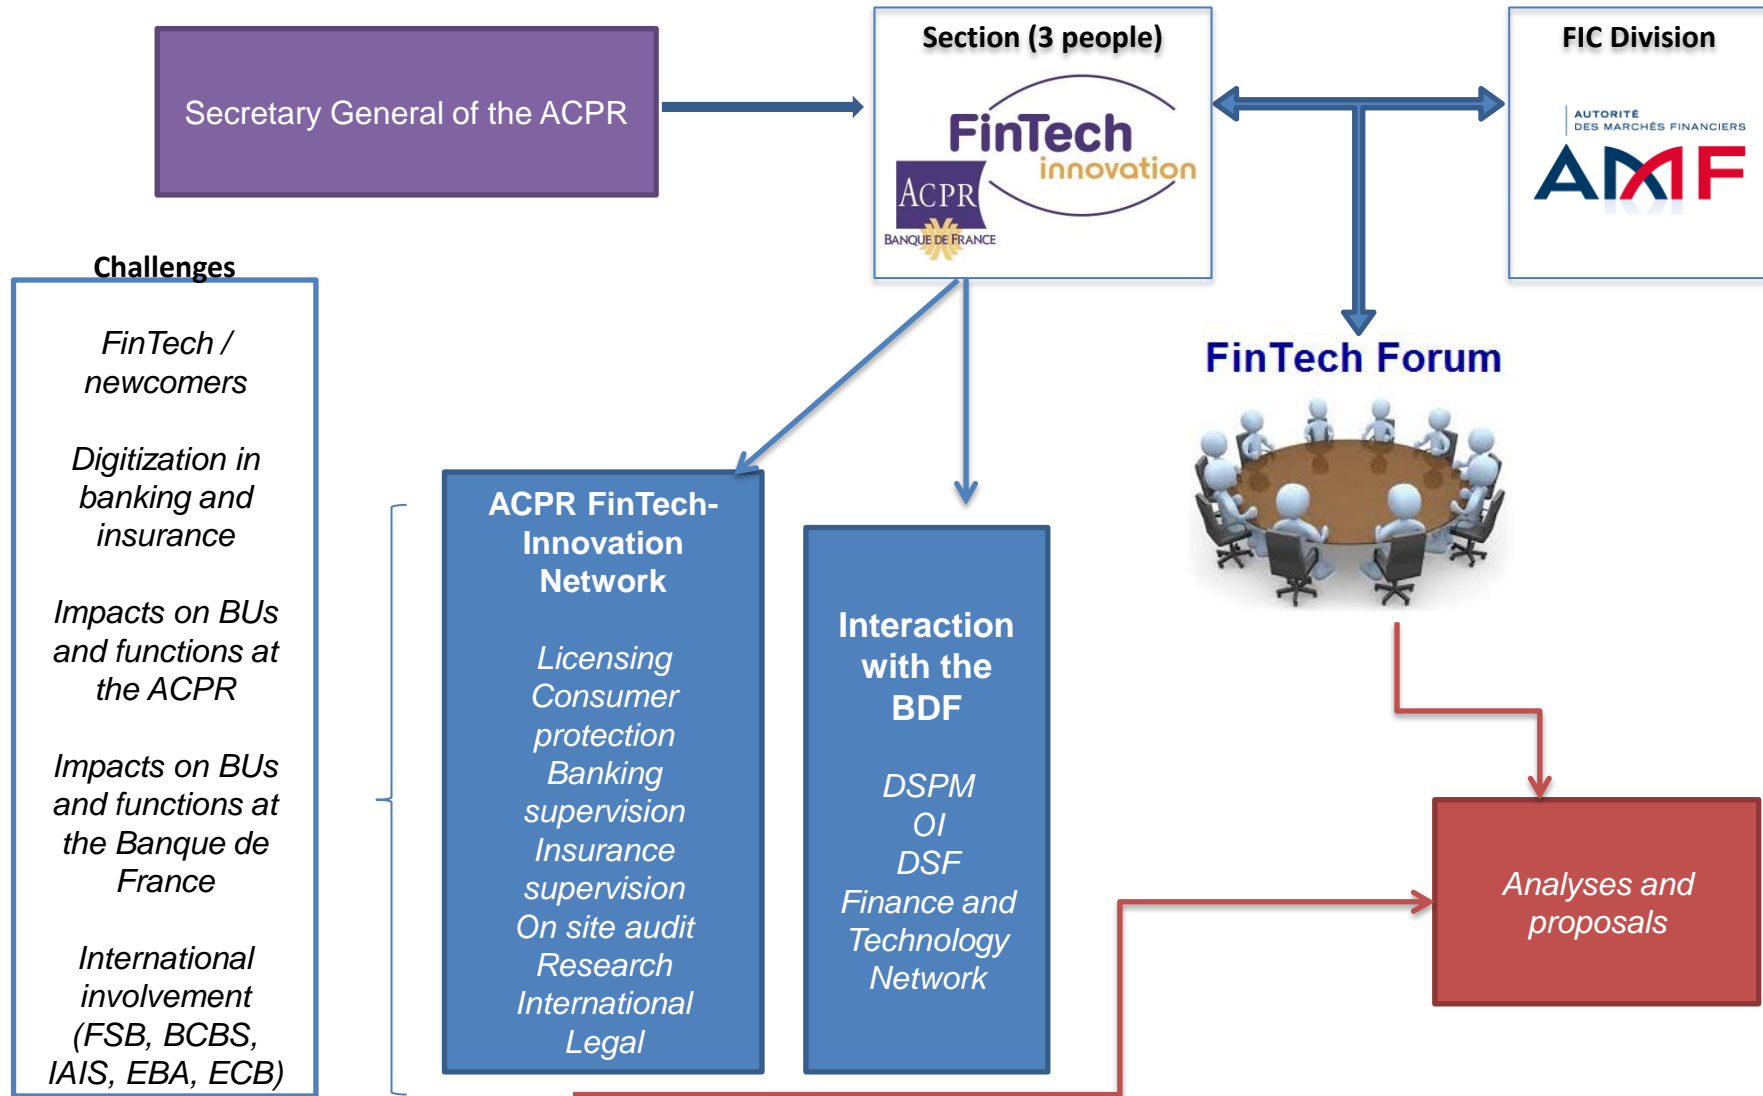 Secretary General of the ACPR
Section (3 people)
FinTech
innovation
ACPR
BANQUE DE FRANCE
FIC Division
AUTORITÉ
DES MARCHÉS FINANCIERS
AMF
Challenges
FinTech /
newcomers
Digitization in
banking and
insurance
Impacts on BUs
and functions at
the ACPR
Impacts on BUs
and functions at
the Banque de
France
International
involvement
(FSB, BCBS,
IAIS, EBA, ECB)
ACPR FinTech-
Innovation
Network
Licensing
Consumer
protection
Banking
supervision
Insurance
supervision
On site audit
Research
International
Legal
Interaction
with the
BDF
DSPM
OI
DSF
Finance and
Technology
Network
FinTech Forum
Analyses and
proposals